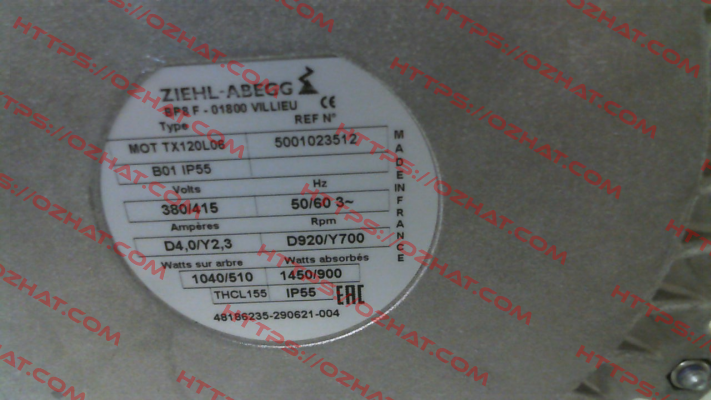 ZIEHL-ABEGG
BP8 F - 01800 VILLIEU CE
Type REF N°
MOT TX120L06 5001023512
B01 IP55
Volts Hz
380/415 50/60 3~
Ampères Rpm
D4,0/Y2,3 D920/Y700
Watts sur arbre Watts absorbés
1040/510 1450/900
THCL155 IP55 EAC
48186235-290621-004
MADE IN FRANCE
HTTPS://OZHAT.COM